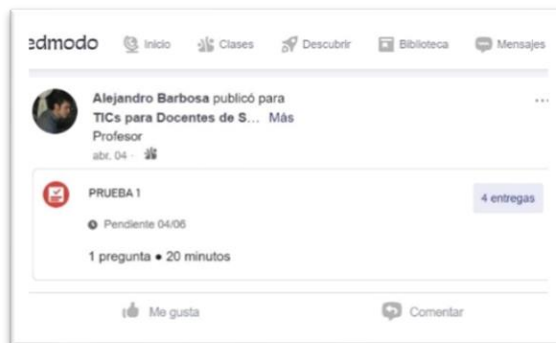 edmodo Inicio Clases Descubrir Biblioteca Mensajes
Alejandro Barbosa publicó para
TICs para Docentes de S... Más
Profesor
abr. 04 ·
...
PRUEBA 1
4 entregas
Pendiente 04/06
1 pregunta • 20 minutos
Me gusta Comentar